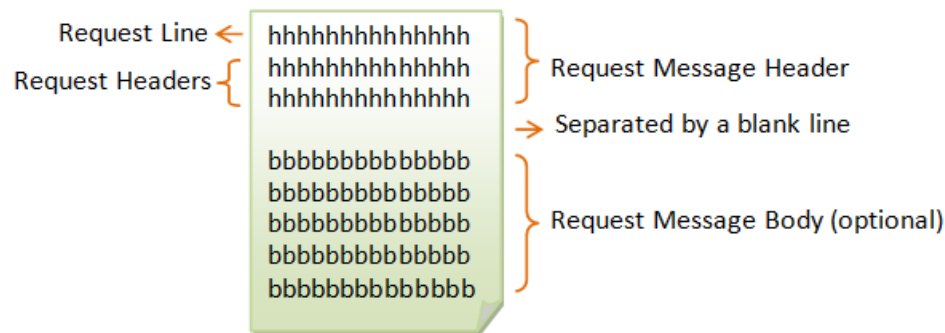 Request Line
hhhhhhhhhhhhhh
Request Headers
hhhhhhhhhhhhhh
hhhhhhhhhhhhhh
Request Message Header
Separated by a blank line
bbbbbbbbbbbbbb
bbbbbbbbbbbbbb
bbbbbbbbbbbbbb
bbbbbbbbbbbbbb
bbbbbbbbbbbbbb
Request Message Body (optional)